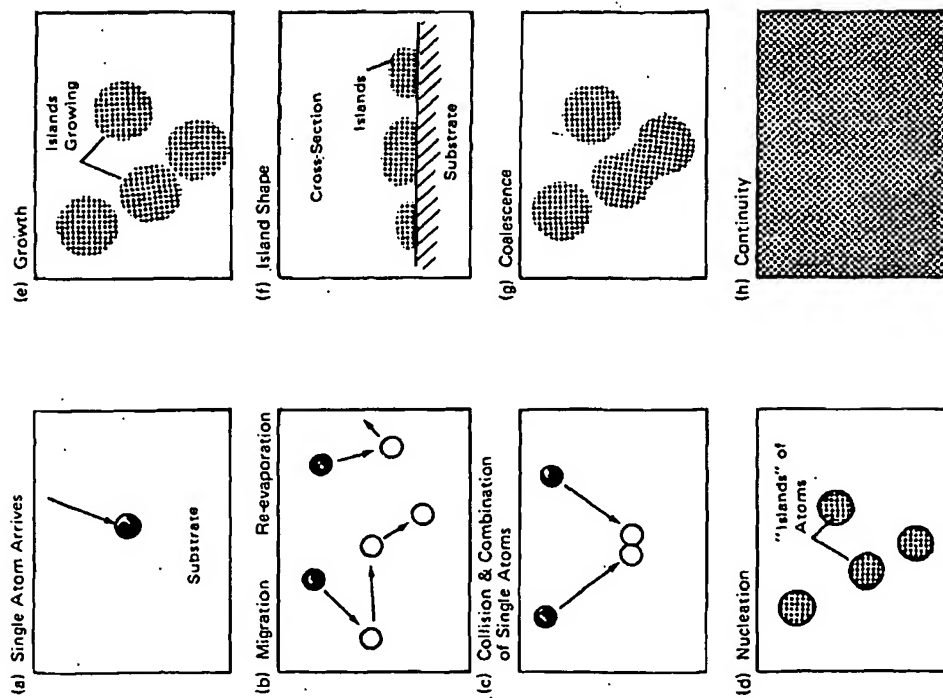 (a) Single Atom Arrives
Substrate
(b) Migration Re-evaporation
(c) Collision & Combination
of Single Atoms
(d) Nucleation
"Islands" of
Atoms
(e) Growth
Islands
Growing
(f) Island Shape
Cross-Section
Islands
Substrate
(g) Coalescence
(h) Continuity